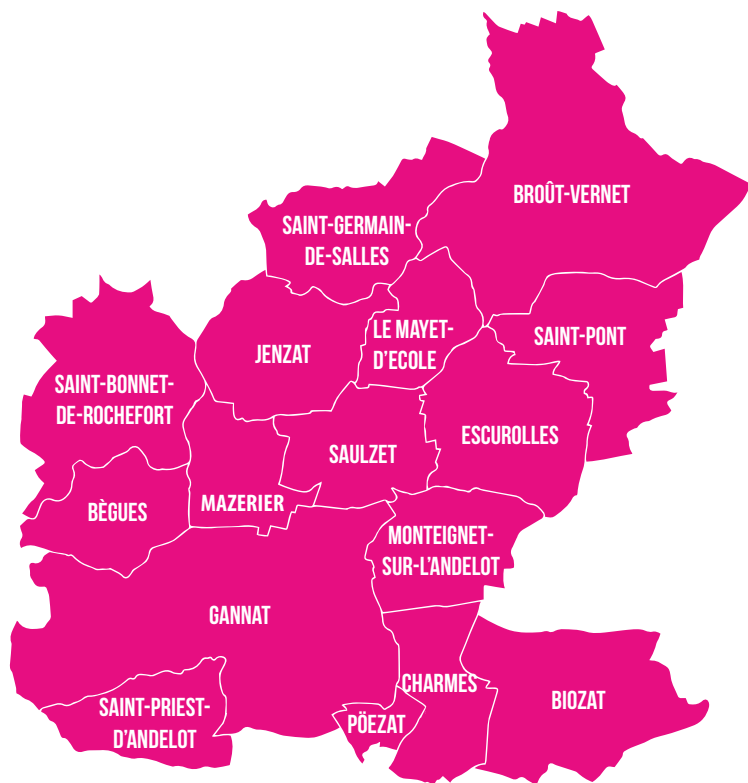 BROÛT-VERNET
SAINT-GERMAIN-
DE-SALLES
JENZAT
LE MAYET-
D'ECOLE
SAINT-PONT
SAINT-BONNET-
DE-ROCHEFORT
ESCUROLLES
SAULZET
MAZERIER
BÈGUES
MONTEIGNET-
SUR-L'ANDELOT
GANNAT
CHARMES
BIOZAT
SAINT-PRIEST-
D'ANDELOT
PÖEZAT